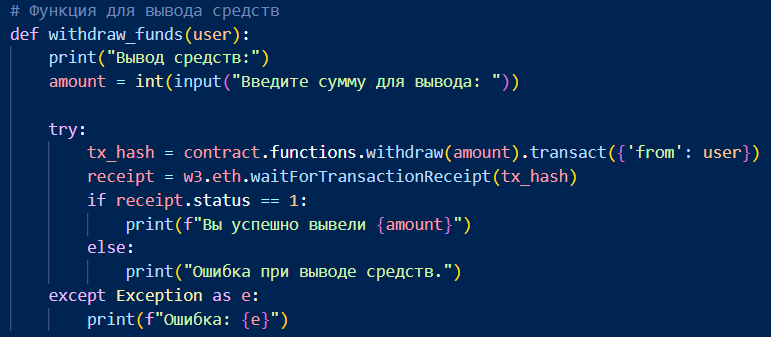 # Функция для вывода средств
def withdraw_funds(user):
    print("Вывод средств:")
    amount = int(input("Введите сумму для вывода: "))

    try:
        tx_hash = contract.functions.withdraw(amount).transact({'from': user})
        receipt = w3.eth.waitForTransactionReceipt(tx_hash)
        if receipt.status == 1:
            print(f"Вы успешно вывели {amount}")
        else:
            print("Ошибка при выводе средств.")
    except Exception as e:
        print(f"Ошибка: {e}")